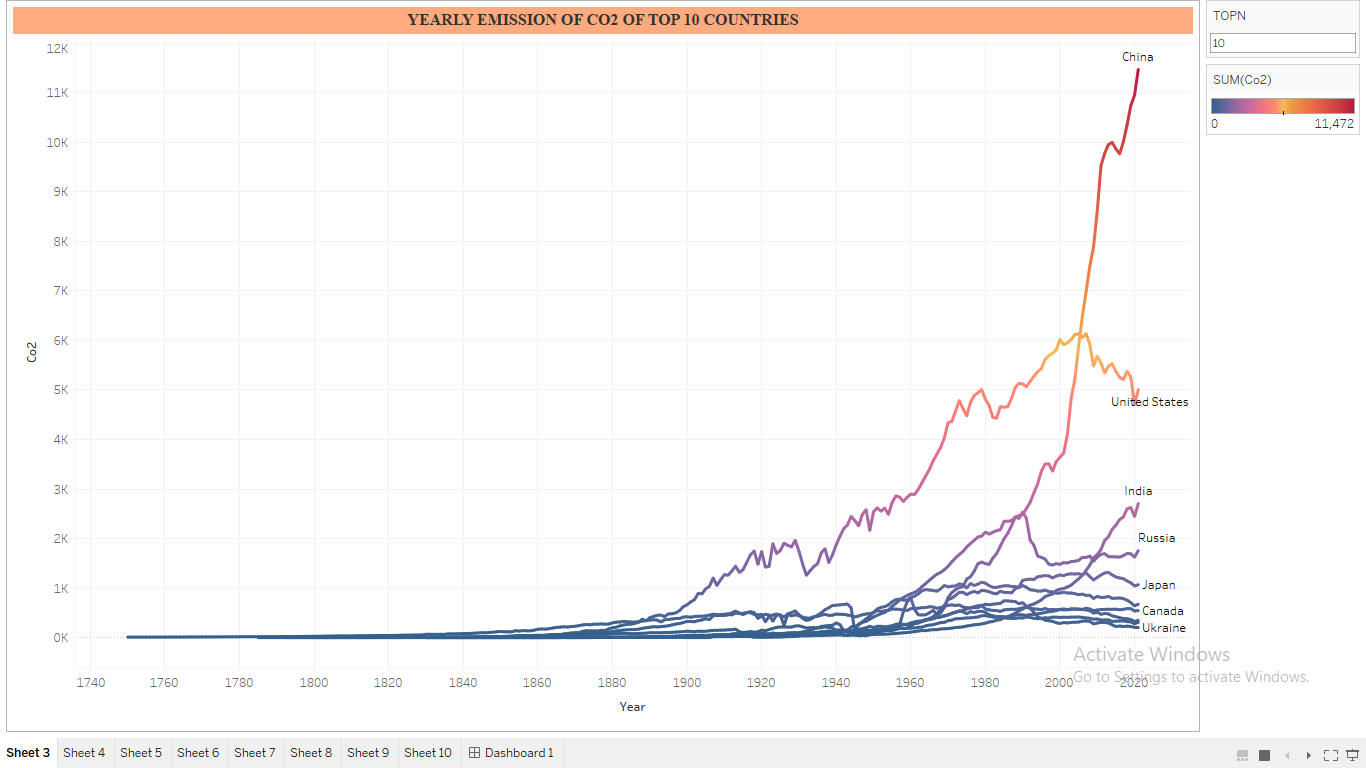 YEARLY EMISSION OF CO2 OF TOP 10 COUNTRIES
TOPN
10
SUM(Co2)
0
11,472
12K
11K
10K
9K
8K
7K
6K
5K
4K
3K
2K
1K
0K
Co2
China
United States
India
Russia
Japan
Canada
Ukraine
1740
1760
1780
1800
1820
1840
1860
1880
1900
1920
1940
1960
1980
2000
2020
Year
Activate Windows
Go to Settings to activate Windows.
Sheet 3
Sheet 4
Sheet 5
Sheet 6
Sheet 7
Sheet 8
Sheet 9
Sheet 10
Dashboard 1